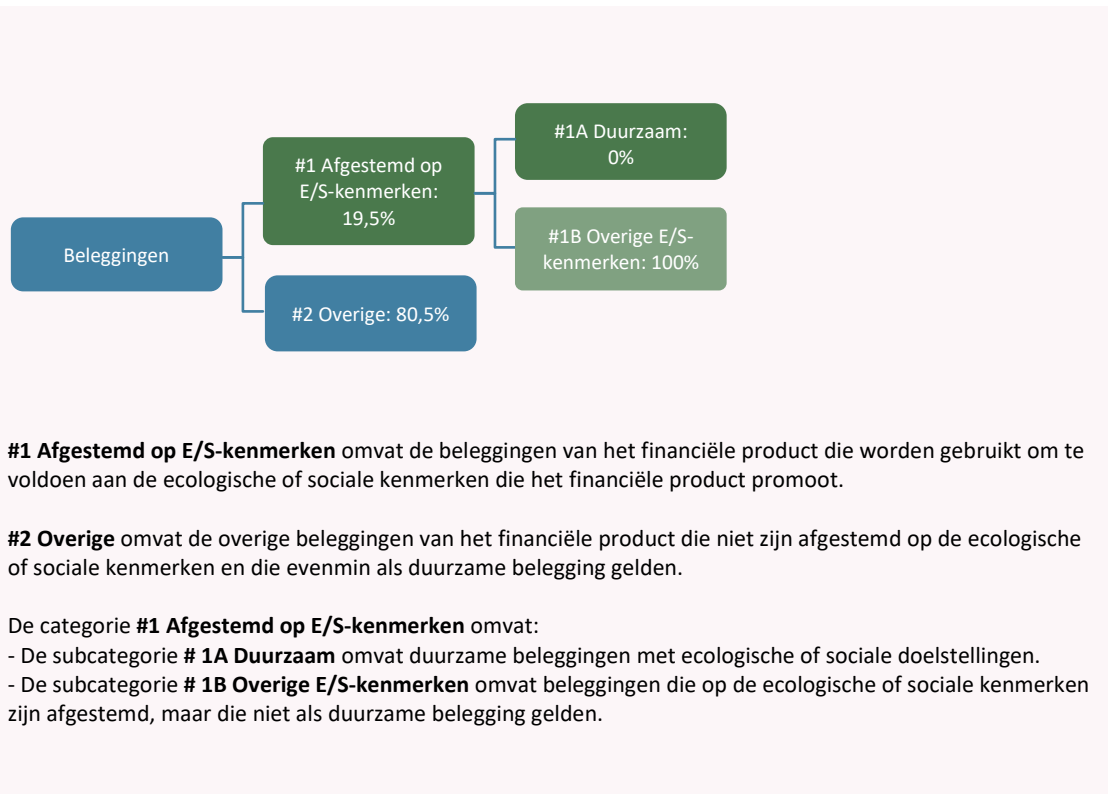 #1A Duurzaam:
0%
#1 Afgestemd op
E/S-kenmerken:
19,5%
#1B Overige E/S-
kenmerken: 100%
Beleggingen
#2 Overige: 80,5%
#1 Afgestemd op E/S-kenmerken omvat de beleggingen van het financiële product die worden gebruikt om te
voldoen aan de ecologische of sociale kenmerken die het financiële product promoot.
#2 Overige omvat de overige beleggingen van het financiële product die niet zijn afgestemd op de ecologische
of sociale kenmerken en die evenmin als duurzame belegging gelden.
De categorie #1 Afgestemd op E/S-kenmerken omvat:
- De subcategorie # 1A Duurzaam omvat duurzame beleggingen met ecologische of sociale doelstellingen.
- De subcategorie # 1B Overige E/S-kenmerken omvat beleggingen die op de ecologische of sociale kenmerken
zijn afgestemd, maar die niet als duurzame belegging gelden.